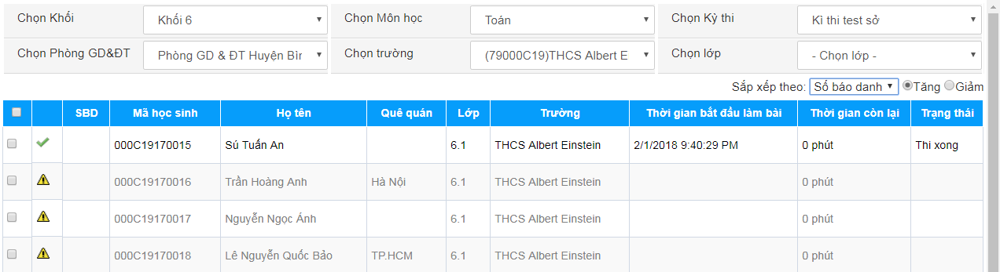 Chọn Khối Khối 6 Chọn Môn học Toán Chọn Kỳ thi Kì thi test sở
Chọn Phòng GD&ĐT Phòng GD & ĐT Huyện Bìn Chọn trường (79000C19)THCS Albert E Chọn lớp - Chọn lớp -
Sắp xếp theo: Số báo danh Tăng Giảm
SBD Mã học sinh Họ tên Quê quán Lớp Trường Thời gian bắt đầu làm bài Thời gian còn lại Trạng thái
000C19170015 Sú Tuấn An 6.1 THCS Albert Einstein 2/1/2018 9:40:29 PM 0 phút Thi xong
000C19170016 Trần Hoàng Anh Hà Nội 6.1 THCS Albert Einstein 0 phút
000C19170017 Nguyễn Ngọc Ánh 6.1 THCS Albert Einstein 0 phút
000C19170018 Lê Nguyễn Quốc Bảo TP.HCM 6.1 THCS Albert Einstein 0 phút